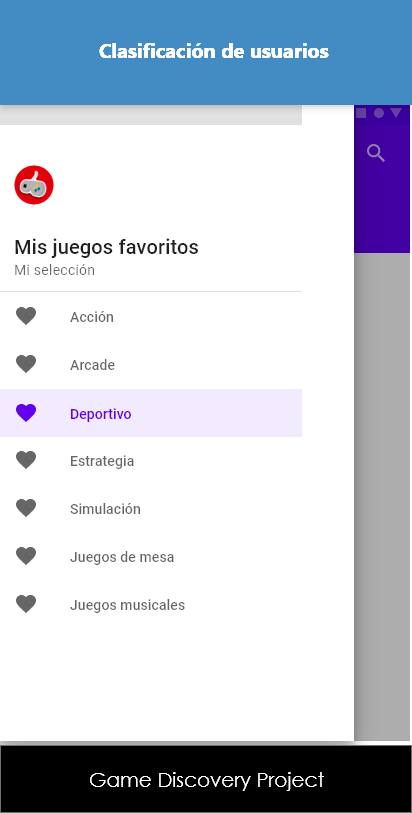 Clasificación de usuarios
Mis juegos favoritos
Mi selección
Acción
Arcade
Deportivo
Estrategia
Simulación
Juegos de mesa
Juegos musicales
Game Discovery Project